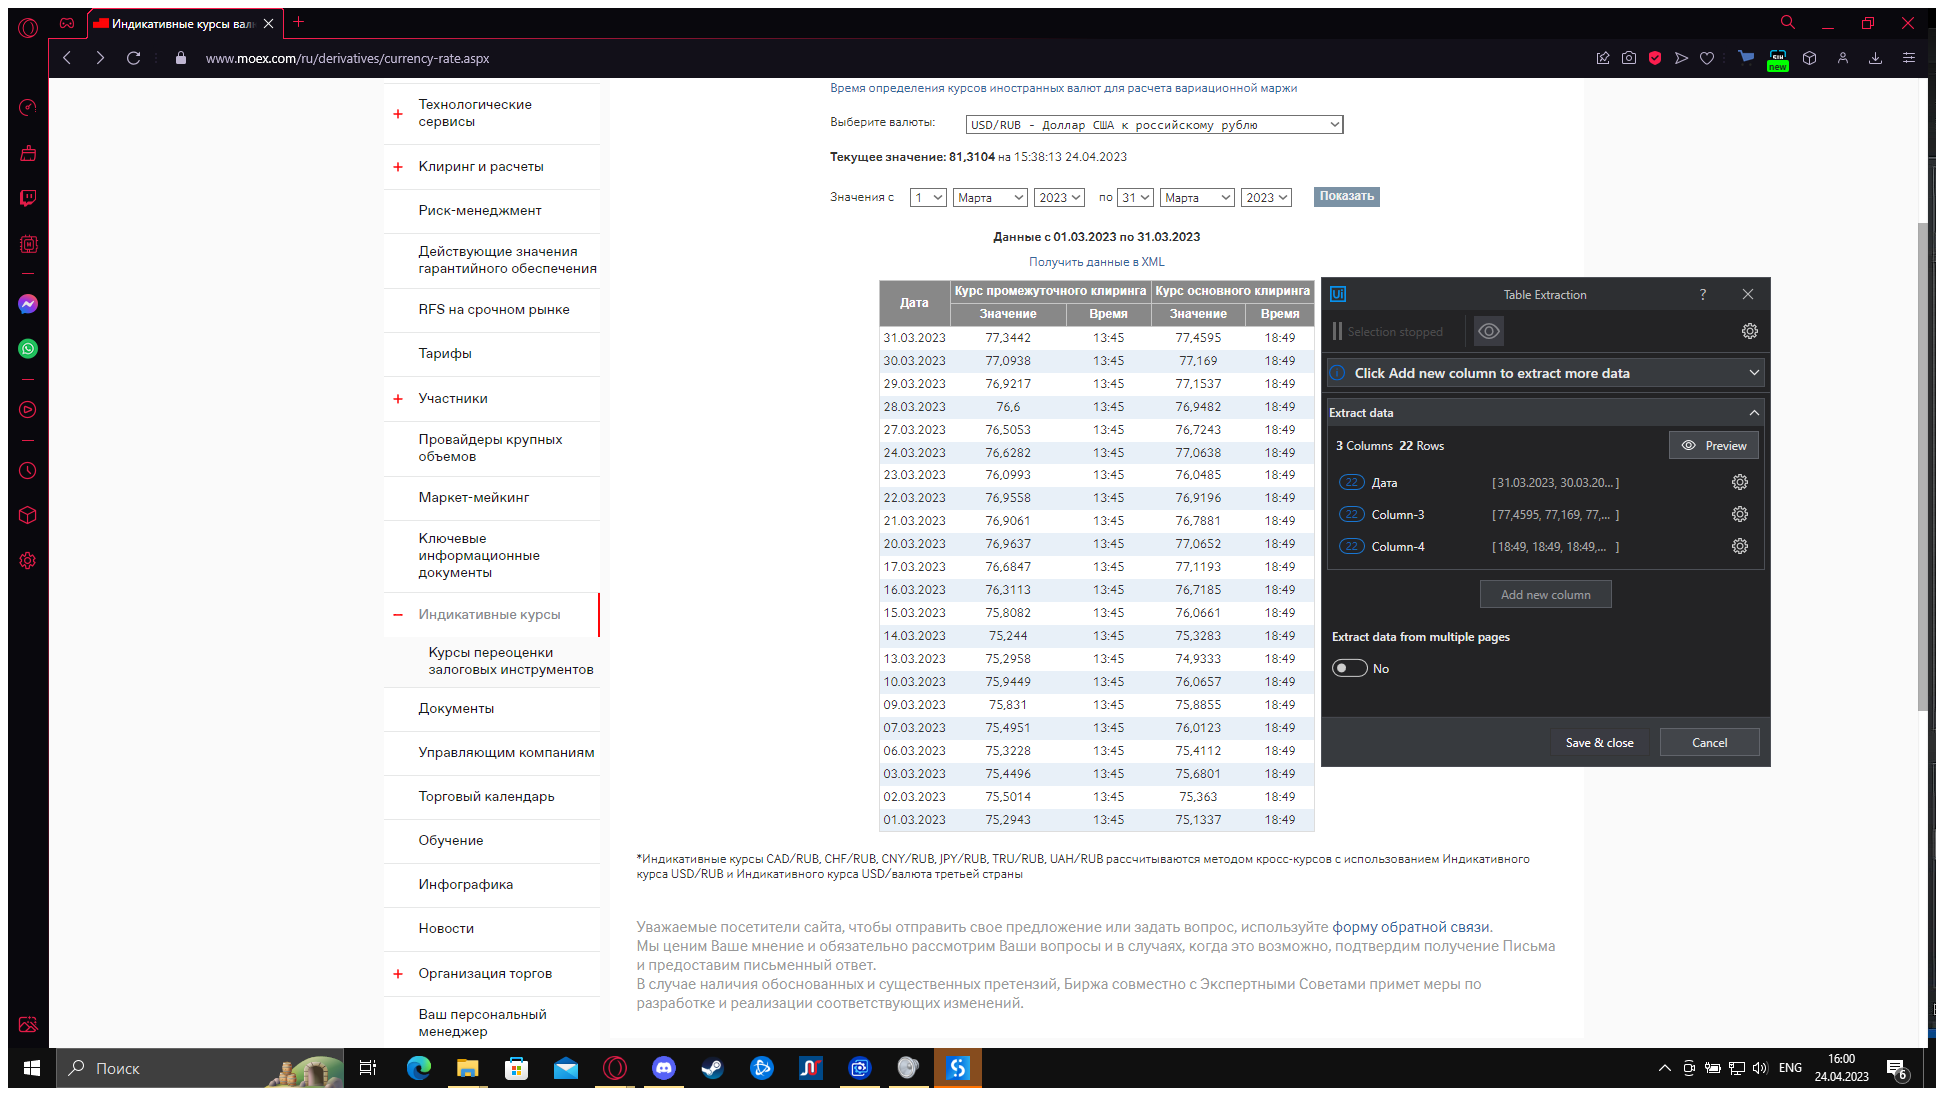 Индикативные курсы вал
www.moex.com/ru/derivatives/currency-rate.aspx
new
Технологические
сервисы
Клиринг и расчеты
Риск-менеджмент
Действующие значения
гарантийного обеспечения
RFS на срочном рынке
Тарифы
Участники
Провайдеры крупных
объемов
Маркет-мейкинг
Ключевые
информационные
документы
Индикативные курсы
Курсы переоценки
залоговых инструментов
Документы
Управляющим компаниям
Торговый календарь
Обучение
Инфографика
Новости
Организация торгов
Ваш персональный
менеджер
Время определения курсов иностранных валют для расчета вариационной маржи
Выберите валюты: USD/RUB - Доллар США к российскому рублю
Текущее значение: 81,3104 на 15:38:13 24.04.2023
Значения с 1 Марта 2023 по 31 Марта 2023 Показать
Данные с 01.03.2023 по 31.03.2023
Получить данные в XML
Дата Курс промежуточного клиринга Курс основного клиринга
Значение Время Значение Время
31.03.2023 77,3442 13:45 77,4595 18:49
30.03.2023 77,0938 13:45 77,169 18:49
29.03.2023 76,9217 13:45 77,1537 18:49
28.03.2023 76,6 13:45 76,9482 18:49
27.03.2023 76,5053 13:45 76,7243 18:49
24.03.2023 76,6282 13:45 77,0638 18:49
23.03.2023 76,0993 13:45 76,0485 18:49
22.03.2023 76,9558 13:45 76,9196 18:49
21.03.2023 76,9061 13:45 76,7881 18:49
20.03.2023 76,9637 13:45 77,0652 18:49
17.03.2023 76,6847 13:45 77,1193 18:49
16.03.2023 76,3113 13:45 76,7185 18:49
15.03.2023 75,8082 13:45 76,0661 18:49
14.03.2023 75,244 13:45 75,3283 18:49
13.03.2023 75,2958 13:45 74,9333 18:49
10.03.2023 75,9449 13:45 76,0657 18:49
09.03.2023 75,831 13:45 75,8855 18:49
07.03.2023 75,4951 13:45 76,0123 18:49
06.03.2023 75,3228 13:45 75,4112 18:49
03.03.2023 75,4496 13:45 75,6801 18:49
02.03.2023 75,5014 13:45 75,363 18:49
01.03.2023 75,2943 13:45 75,1337 18:49
*Индикативные курсы CAD/RUB, CHF/RUB, CNY/RUB, JPY/RUB, TRU/RUB, UAH/RUB рассчитываются методом кросс-курсов с использованием Индикативного
курса USD/RUB и Индикативного курса USD/валюта третьей страны
Уважаемые посетители сайта, чтобы отправить свое предложение или задать вопрос, используйте форму обратной связи.
Мы ценим Ваше мнение и обязательно рассмотрим Ваши вопросы и в случаях, когда это возможно, подтвердим получение Письма
и предоставим письменный ответ.
В случае наличия обоснованных и существенных претензий, Биржа совместно с Экспертными Советами примет меры по
разработке и реализации соответствующих изменений.
Ui Table Extraction ?
Selection stopped
Click Add new column to extract more data
Extract data
3 Columns 22 Rows Preview
22 Дата [31.03.2023, 30.03.20... ]
22 Column-3 [77,4595, 77,169, 77,... ]
22 Column-4 [18:49, 18:49, 18:49,... ]
Add new column
Extract data from multiple pages
No
Save & close Cancel
Поиск
ENG
16:00
24.04.2023
6